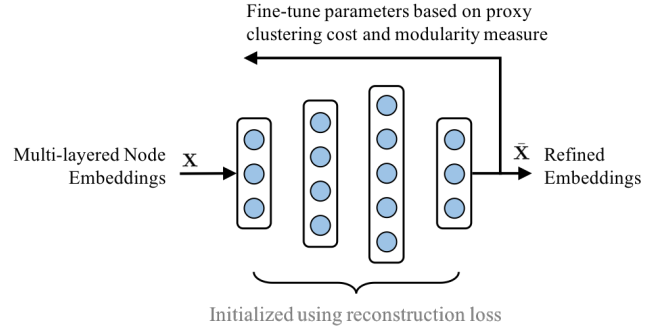 Fine-tune parameters based on proxy
clustering cost and modularity measure
Multi-layered Node
Embeddings
X
X̄
Refined
Embeddings
Initialized using reconstruction loss